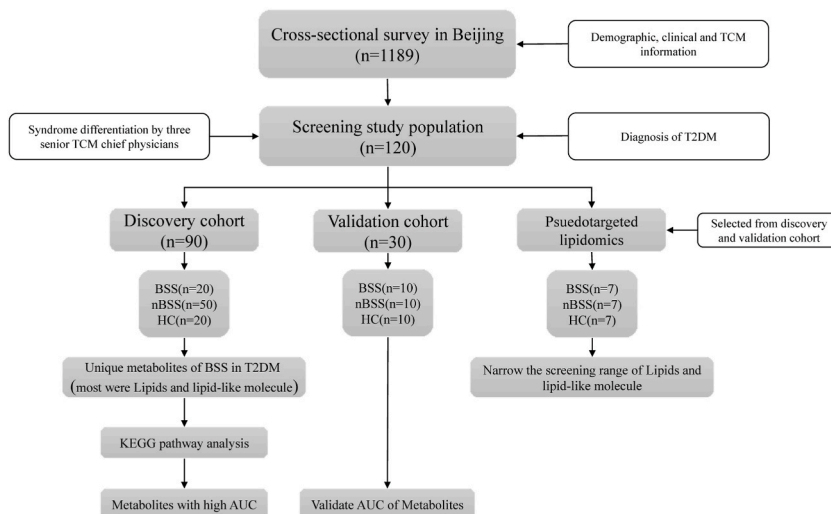 Cross-sectional survey in Beijing
(n=1189)
Demographic, clinical and TCM
information
Syndrome differentiation by three
senior TCM chief physicians
Screening study population
(n=120)
Diagnosis of T2DM
Discovery cohort
(n=90)
Validation cohort
(n=30)
Psuedotargeted
lipidomics
Selected from discovery
and validation cohort
BSS(n=20)
nBSS(n=50)
HC(n=20)
BSS(n=10)
nBSS(n=10)
HC(n=10)
BSS(n=7)
nBSS(n=7)
HC(n=7)
Unique metabolites of BSS in T2DM
(most were Lipids and lipid-like molecule)
Narrow the screening range of Lipids and
lipid-like molecule
KEGG pathway analysis
Metabolites with high AUC
Validate AUC of Metabolites